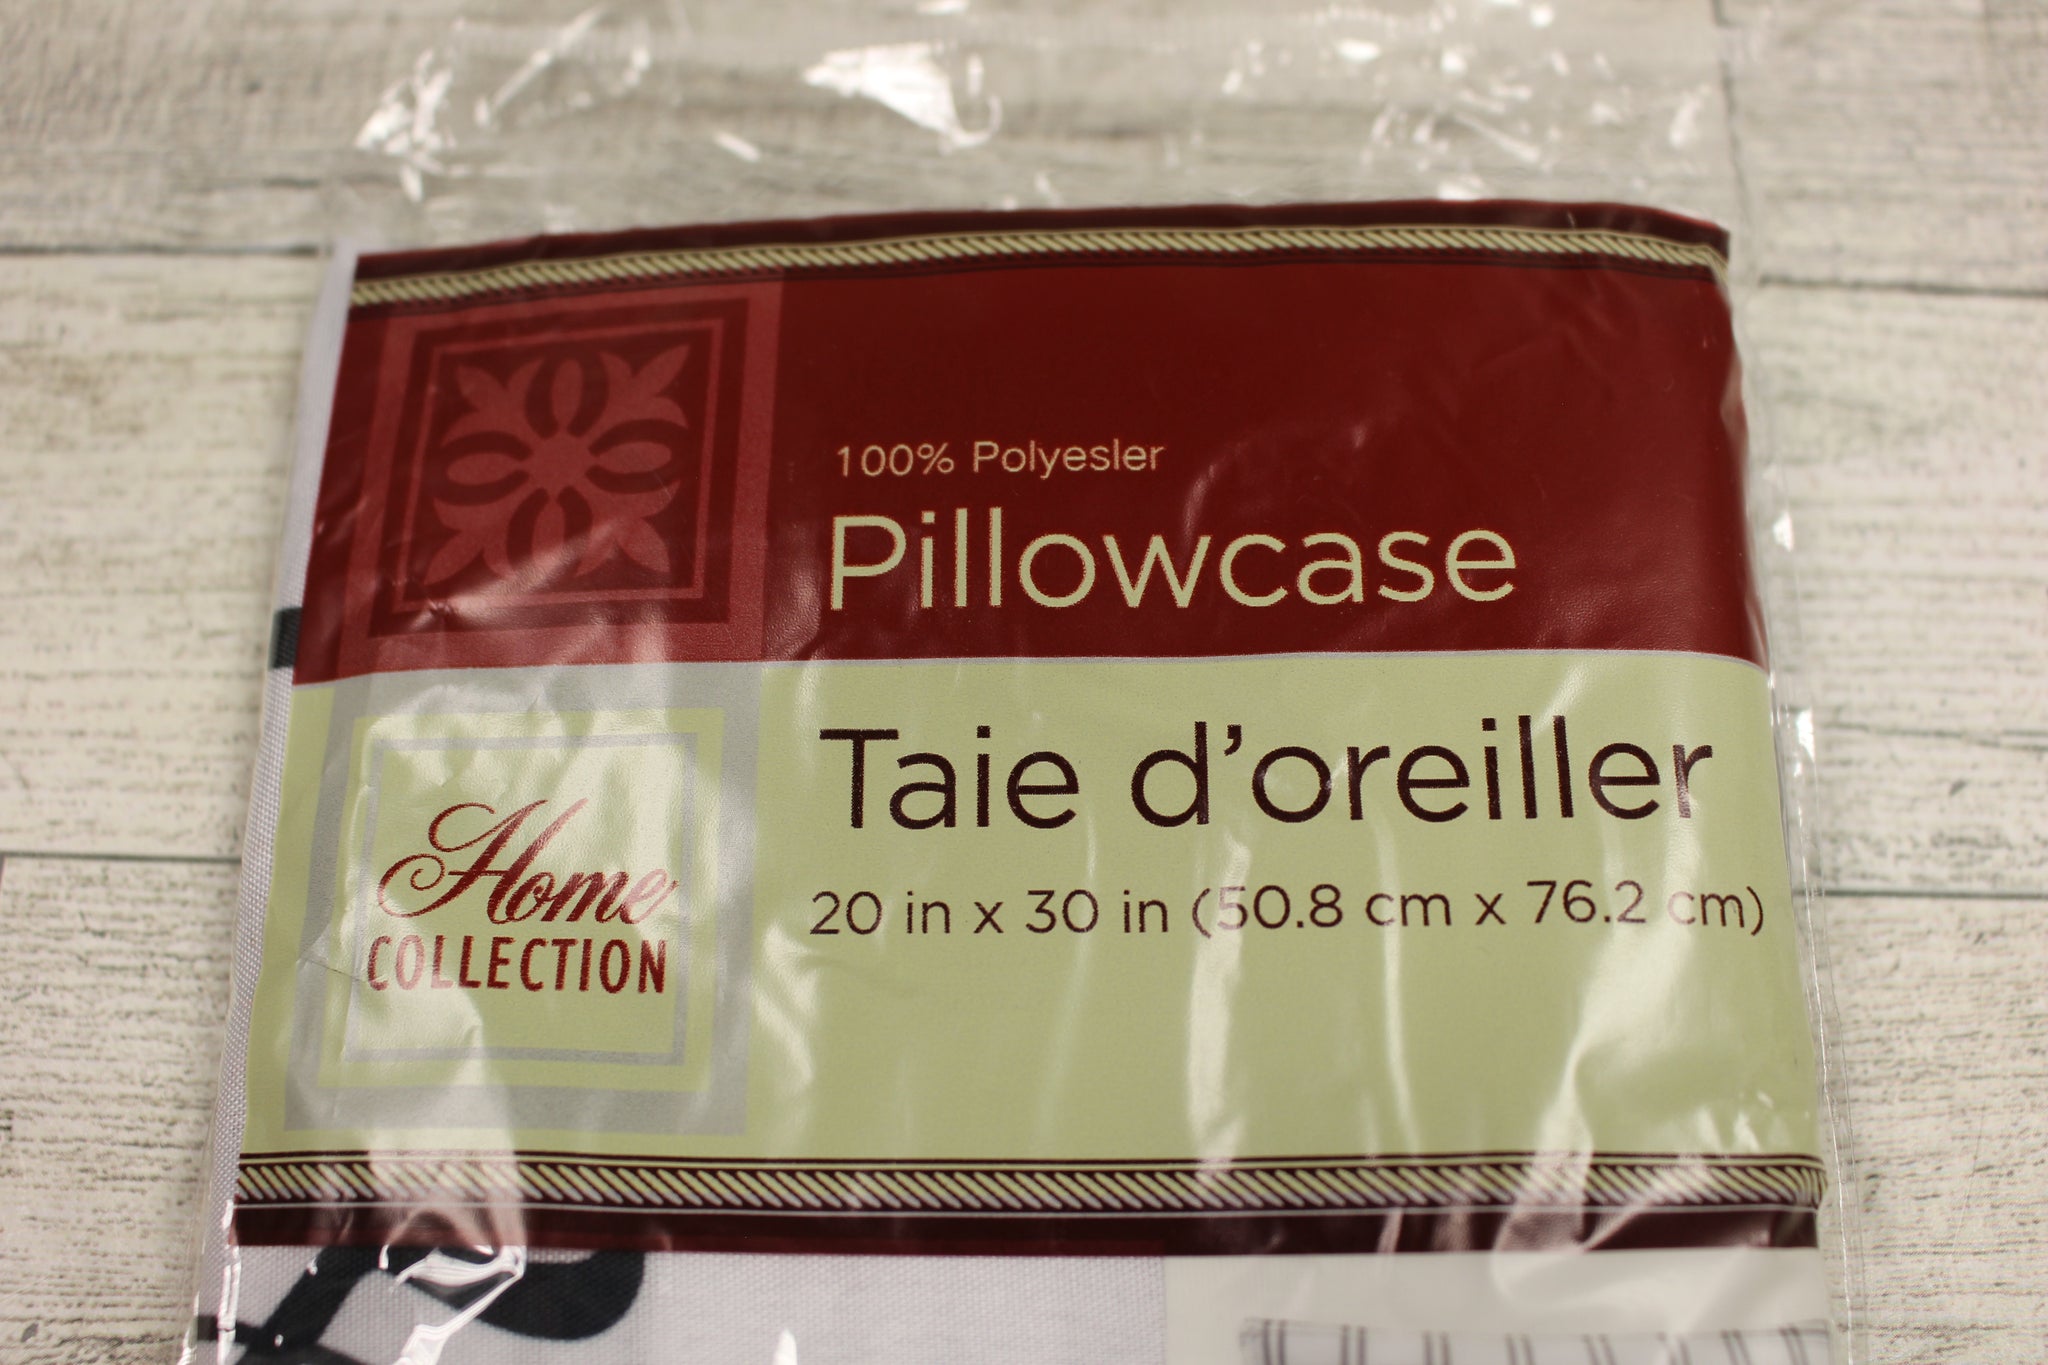 100% Polyesler
Pillowcase
Taie d'oreiller
20 in x 30 in (50.8 cm x 76.2 cm)
Home
COLLECTION